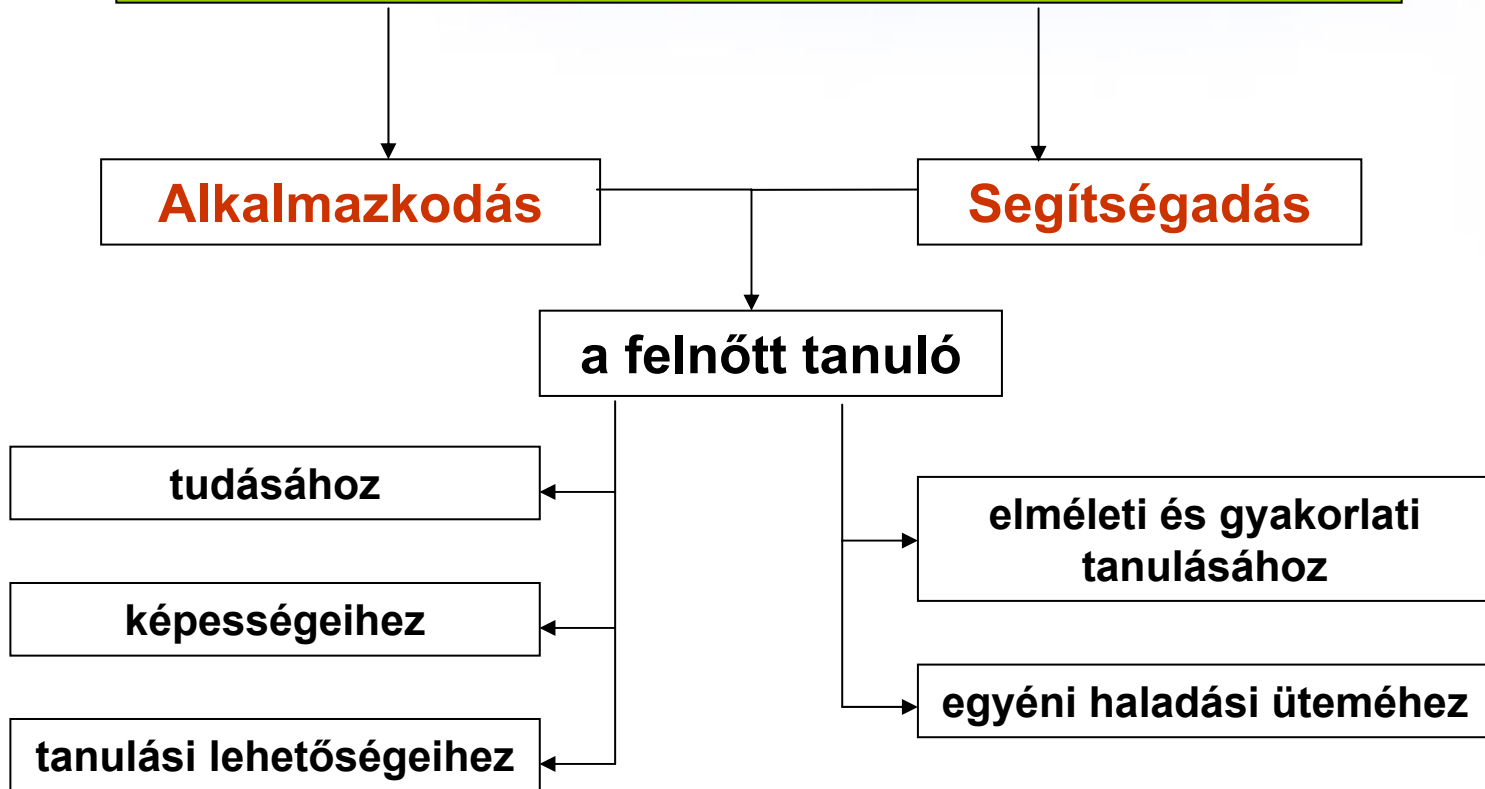 Alkalmazkodás
Segítségadás
a felnőtt tanuló
tudásához
képességeihez
tanulási lehetőségeihez
elméleti és gyakorlati
tanulásához
egyéni haladási üteméhez